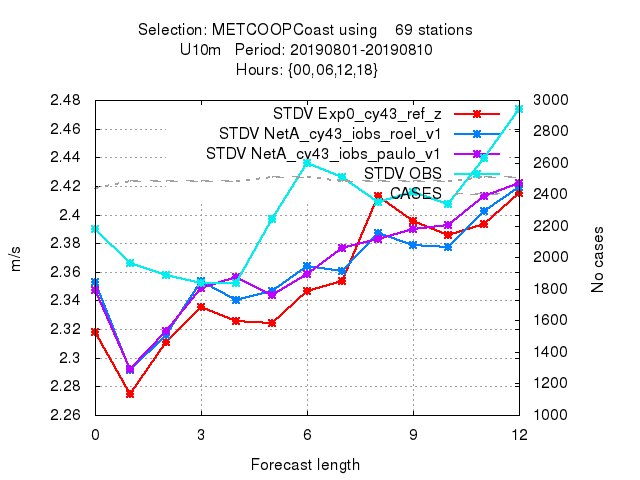 Selection: METCOOPCoast using 69 stations
U10m Period: 20190801-20190810
Hours: {00,06,12,18}
STDV Exp0_cy43_ref_z
STDV NetA_cy43_iobs_roel_v1
STDV NetA_cy43_iobs_paulo_v1
STDV OBS
CASES
m/s
2.48
2.46
2.44
2.42
2.4
2.38
2.36
2.34
2.32
2.3
2.28
2.26
3000
2800
2600
2400
2200
2000
1800
1600
1400
1200
1000
No cases
0 3 6 9 12
Forecast length